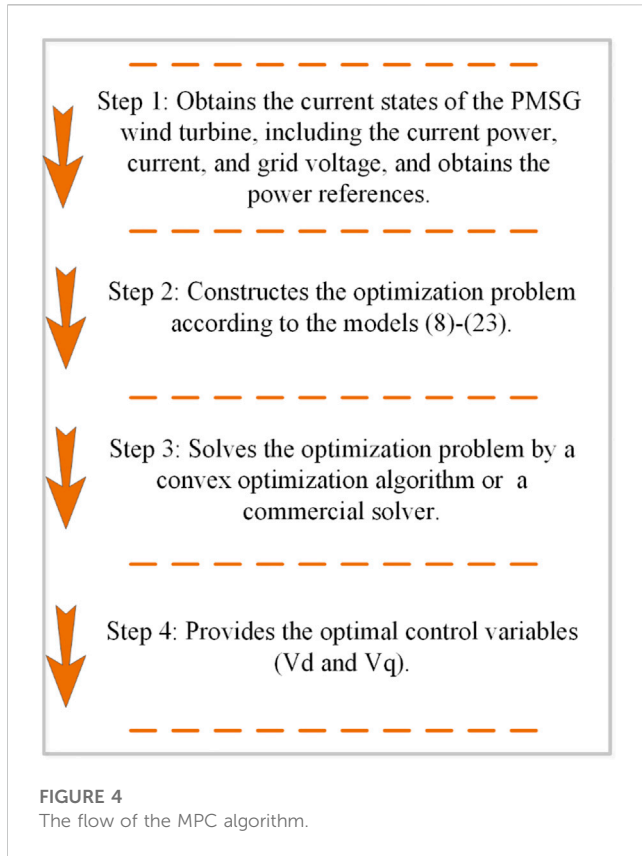 Step 1: Obtains the current states of the PMSG
wind turbine, including the current power,
current, and grid voltage, and obtains the
power references.
Step 2: Constructes the optimization problem
according to the models (8)-(23).
Step 3: Solves the optimization problem by a
convex optimization algorithm or a
commercial solver.
Step 4: Provides the optimal control variables
(Vd and Vq).
FIGURE 4
The flow of the MPC algorithm.